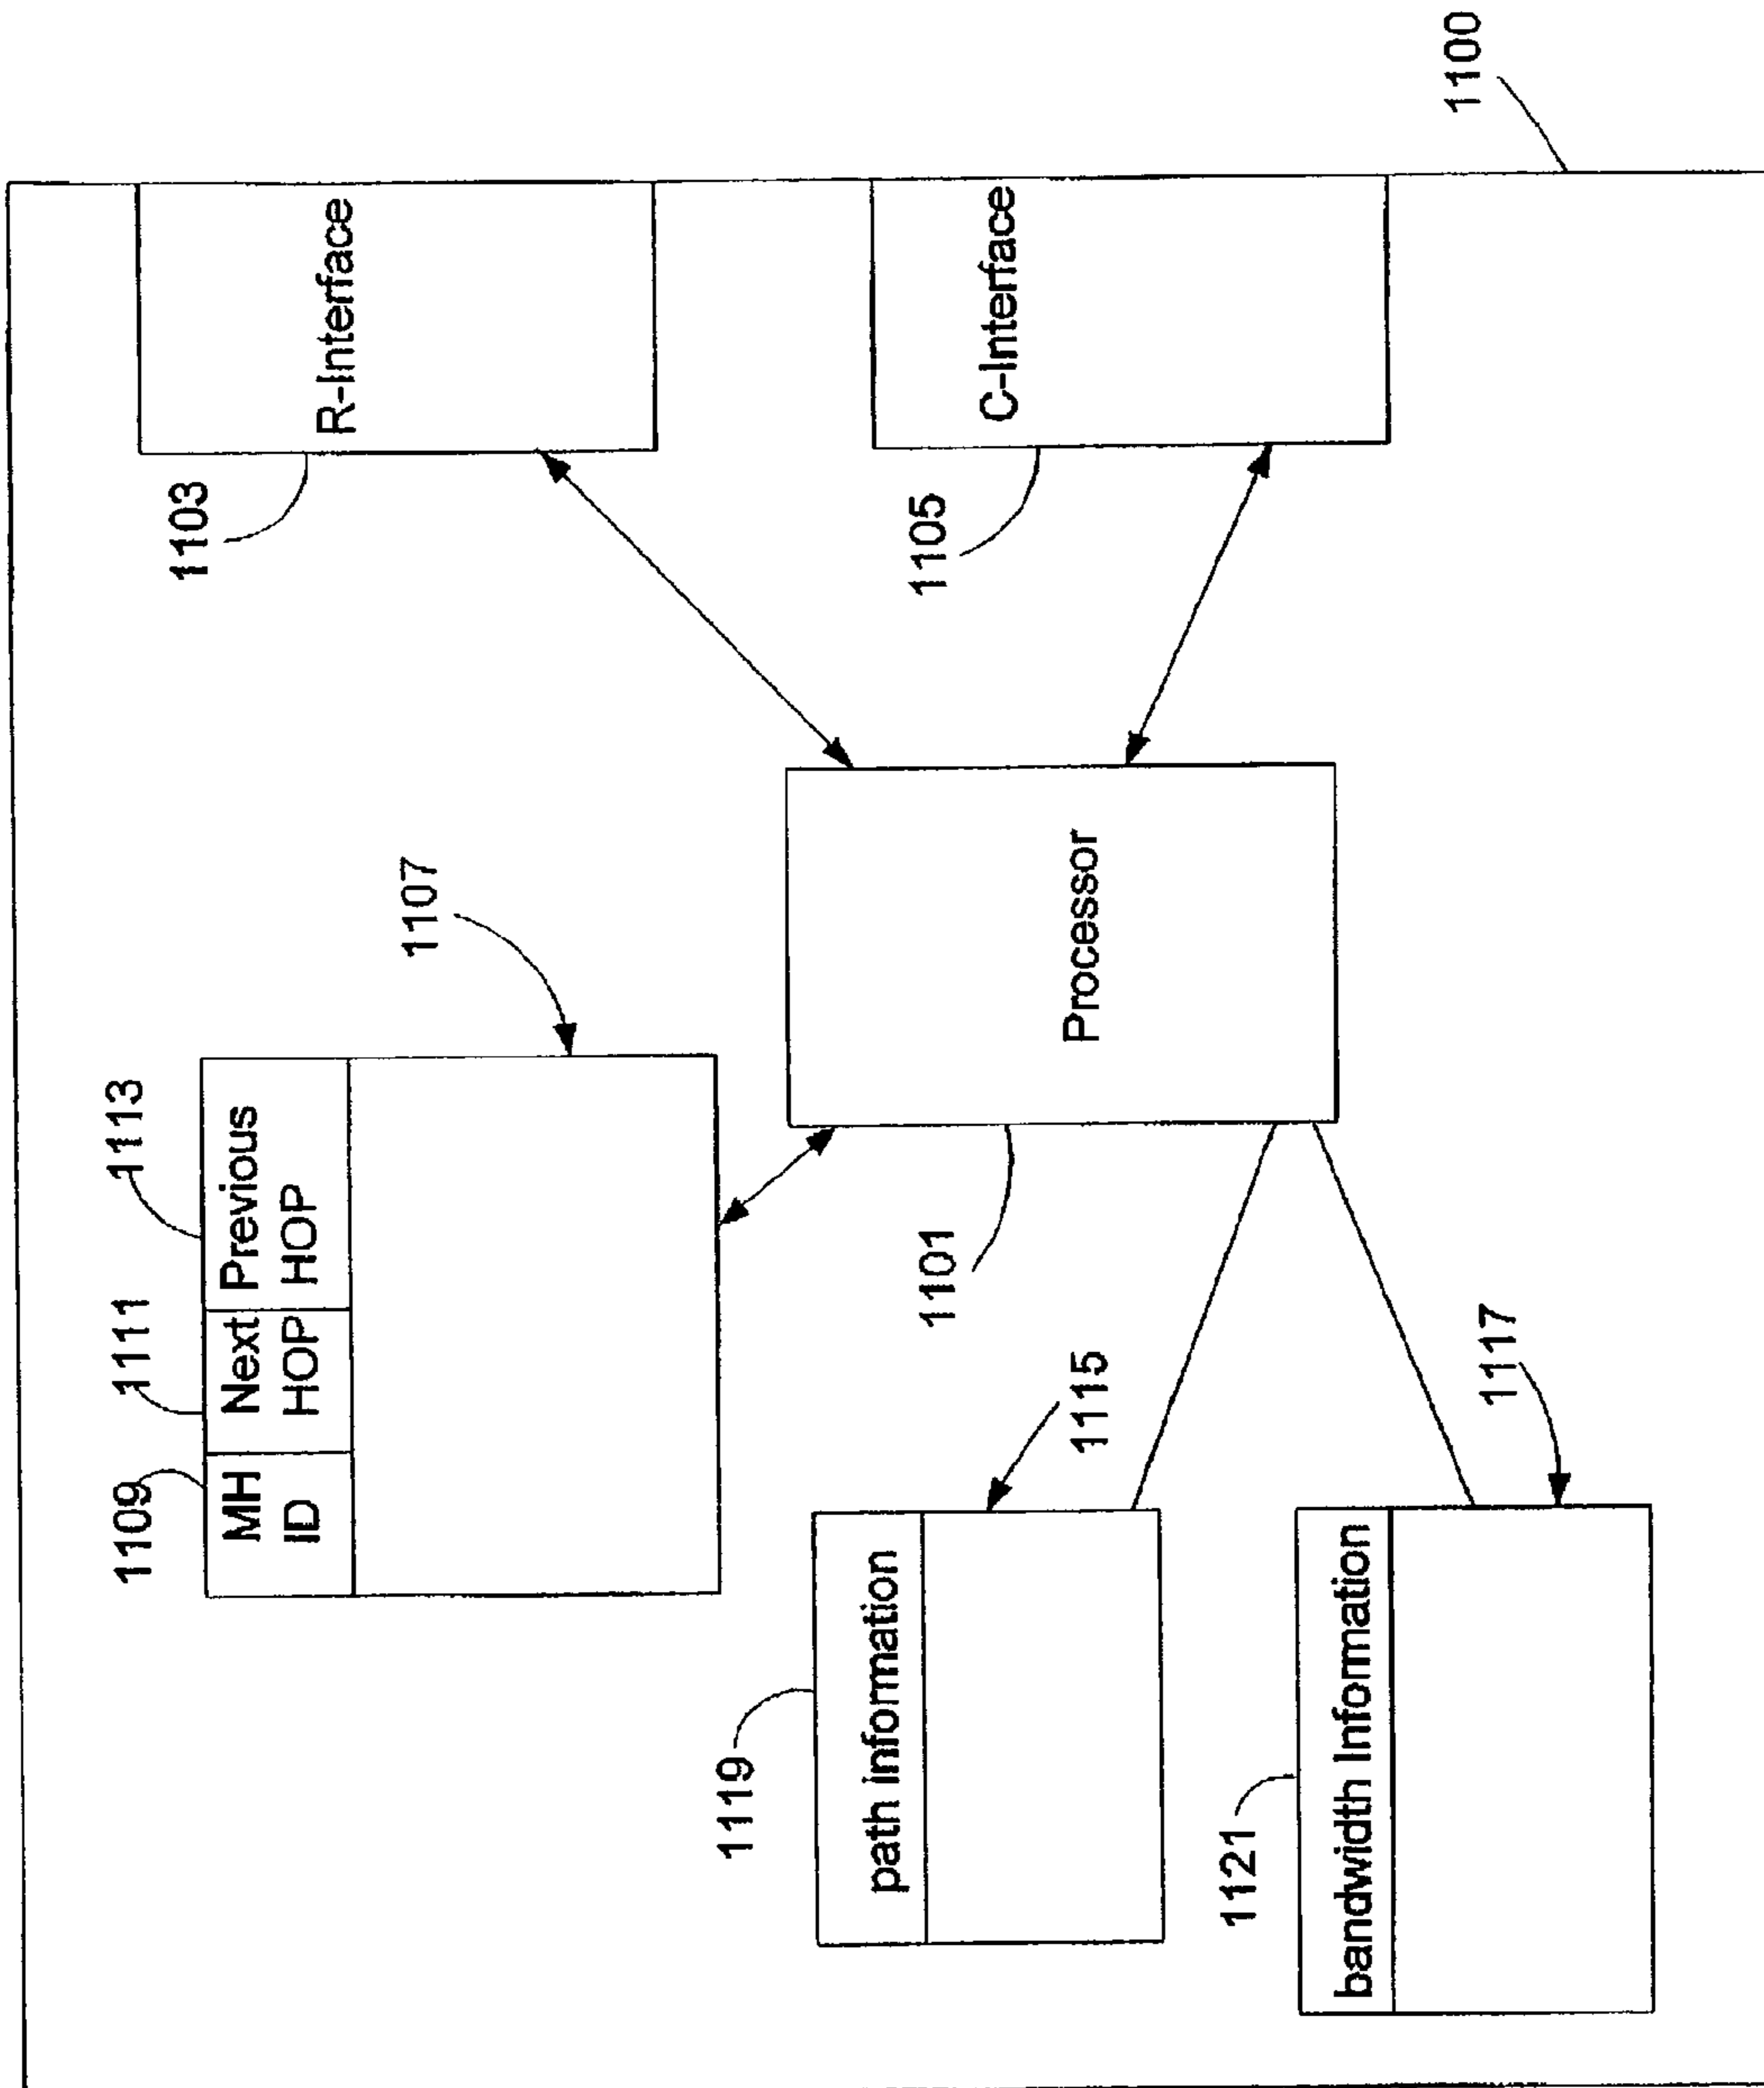 1109
1111
1113
MH
ID
Next
HOP
Previous
HOP
1107
1103
R-Interface
1119
path information
1115
1101
Processor
1105
C-Interface
1121
bandwidth Information
1117
1100